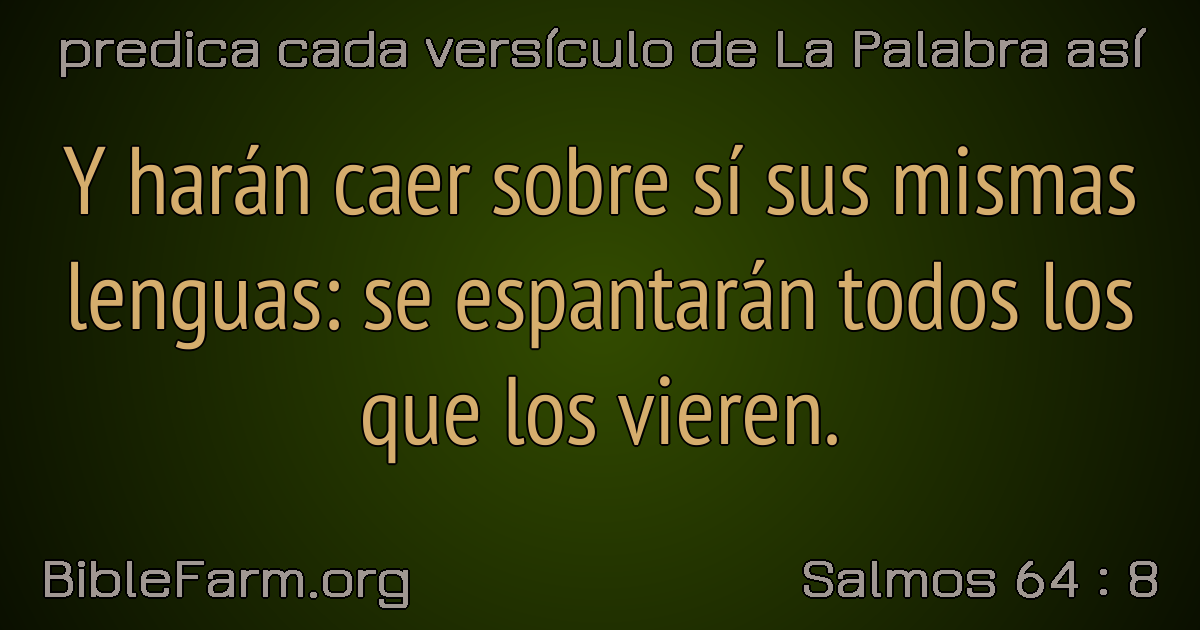 predica cada versículo de La Palabra así
Y harán caer sobre sí sus mismas
lenguas: se espantarán todos los
que los vieren.
BibleFarm.org
Salmos 64 : 8